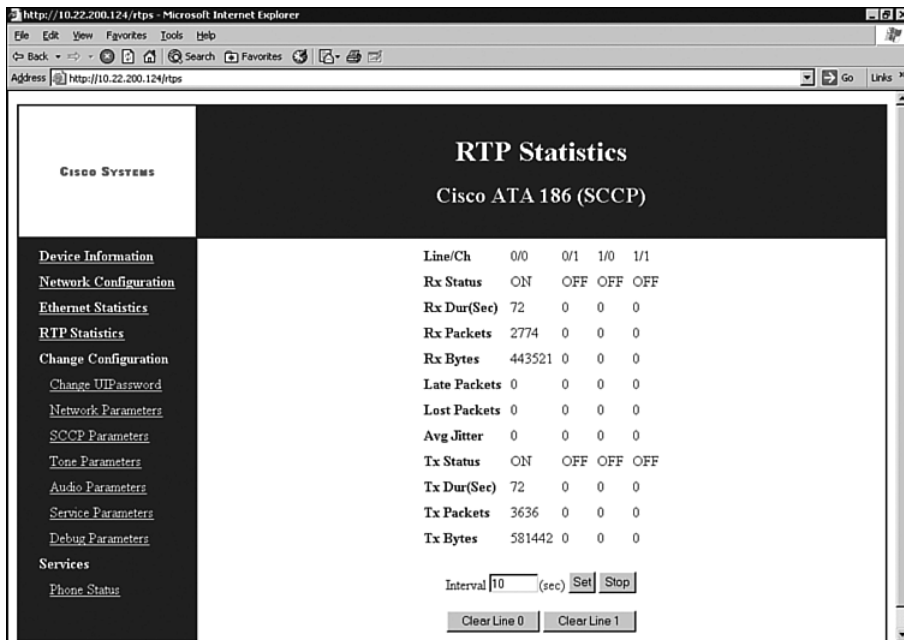 http://10.22.200.124/rtps - Microsoft Internet Explorer
File Edit View Favorites Tools Help
Back Search Favorites
Address http://10.22.200.124/rtps Go Links
CISCO SYSTEMS
RTP Statistics
Cisco ATA 186 (SCCP)
Device Information
Network Configuration
Ethernet Statistics
RTP Statistics
Change Configuration
Change UIPassword
Network Parameters
SCCP Parameters
Tone Parameters
Audio Parameters
Service Parameters
Debug Parameters
Services
Phone Status
Line/Ch 0/0 0/1 1/0 1/1
Rx Status ON OFF OFF OFF
Rx Dur(Sec) 72 0 0 0
Rx Packets 2774 0 0 0
Rx Bytes 443521 0 0 0
Late Packets 0 0 0 0
Lost Packets 0 0 0 0
Avg Jitter 0 0 0 0
Tx Status ON OFF OFF OFF
Tx Dur(Sec) 72 0 0 0
Tx Packets 3636 0 0 0
Tx Bytes 581442 0 0 0
Interval 10 (sec) Set Stop
Clear Line 0 Clear Line 1